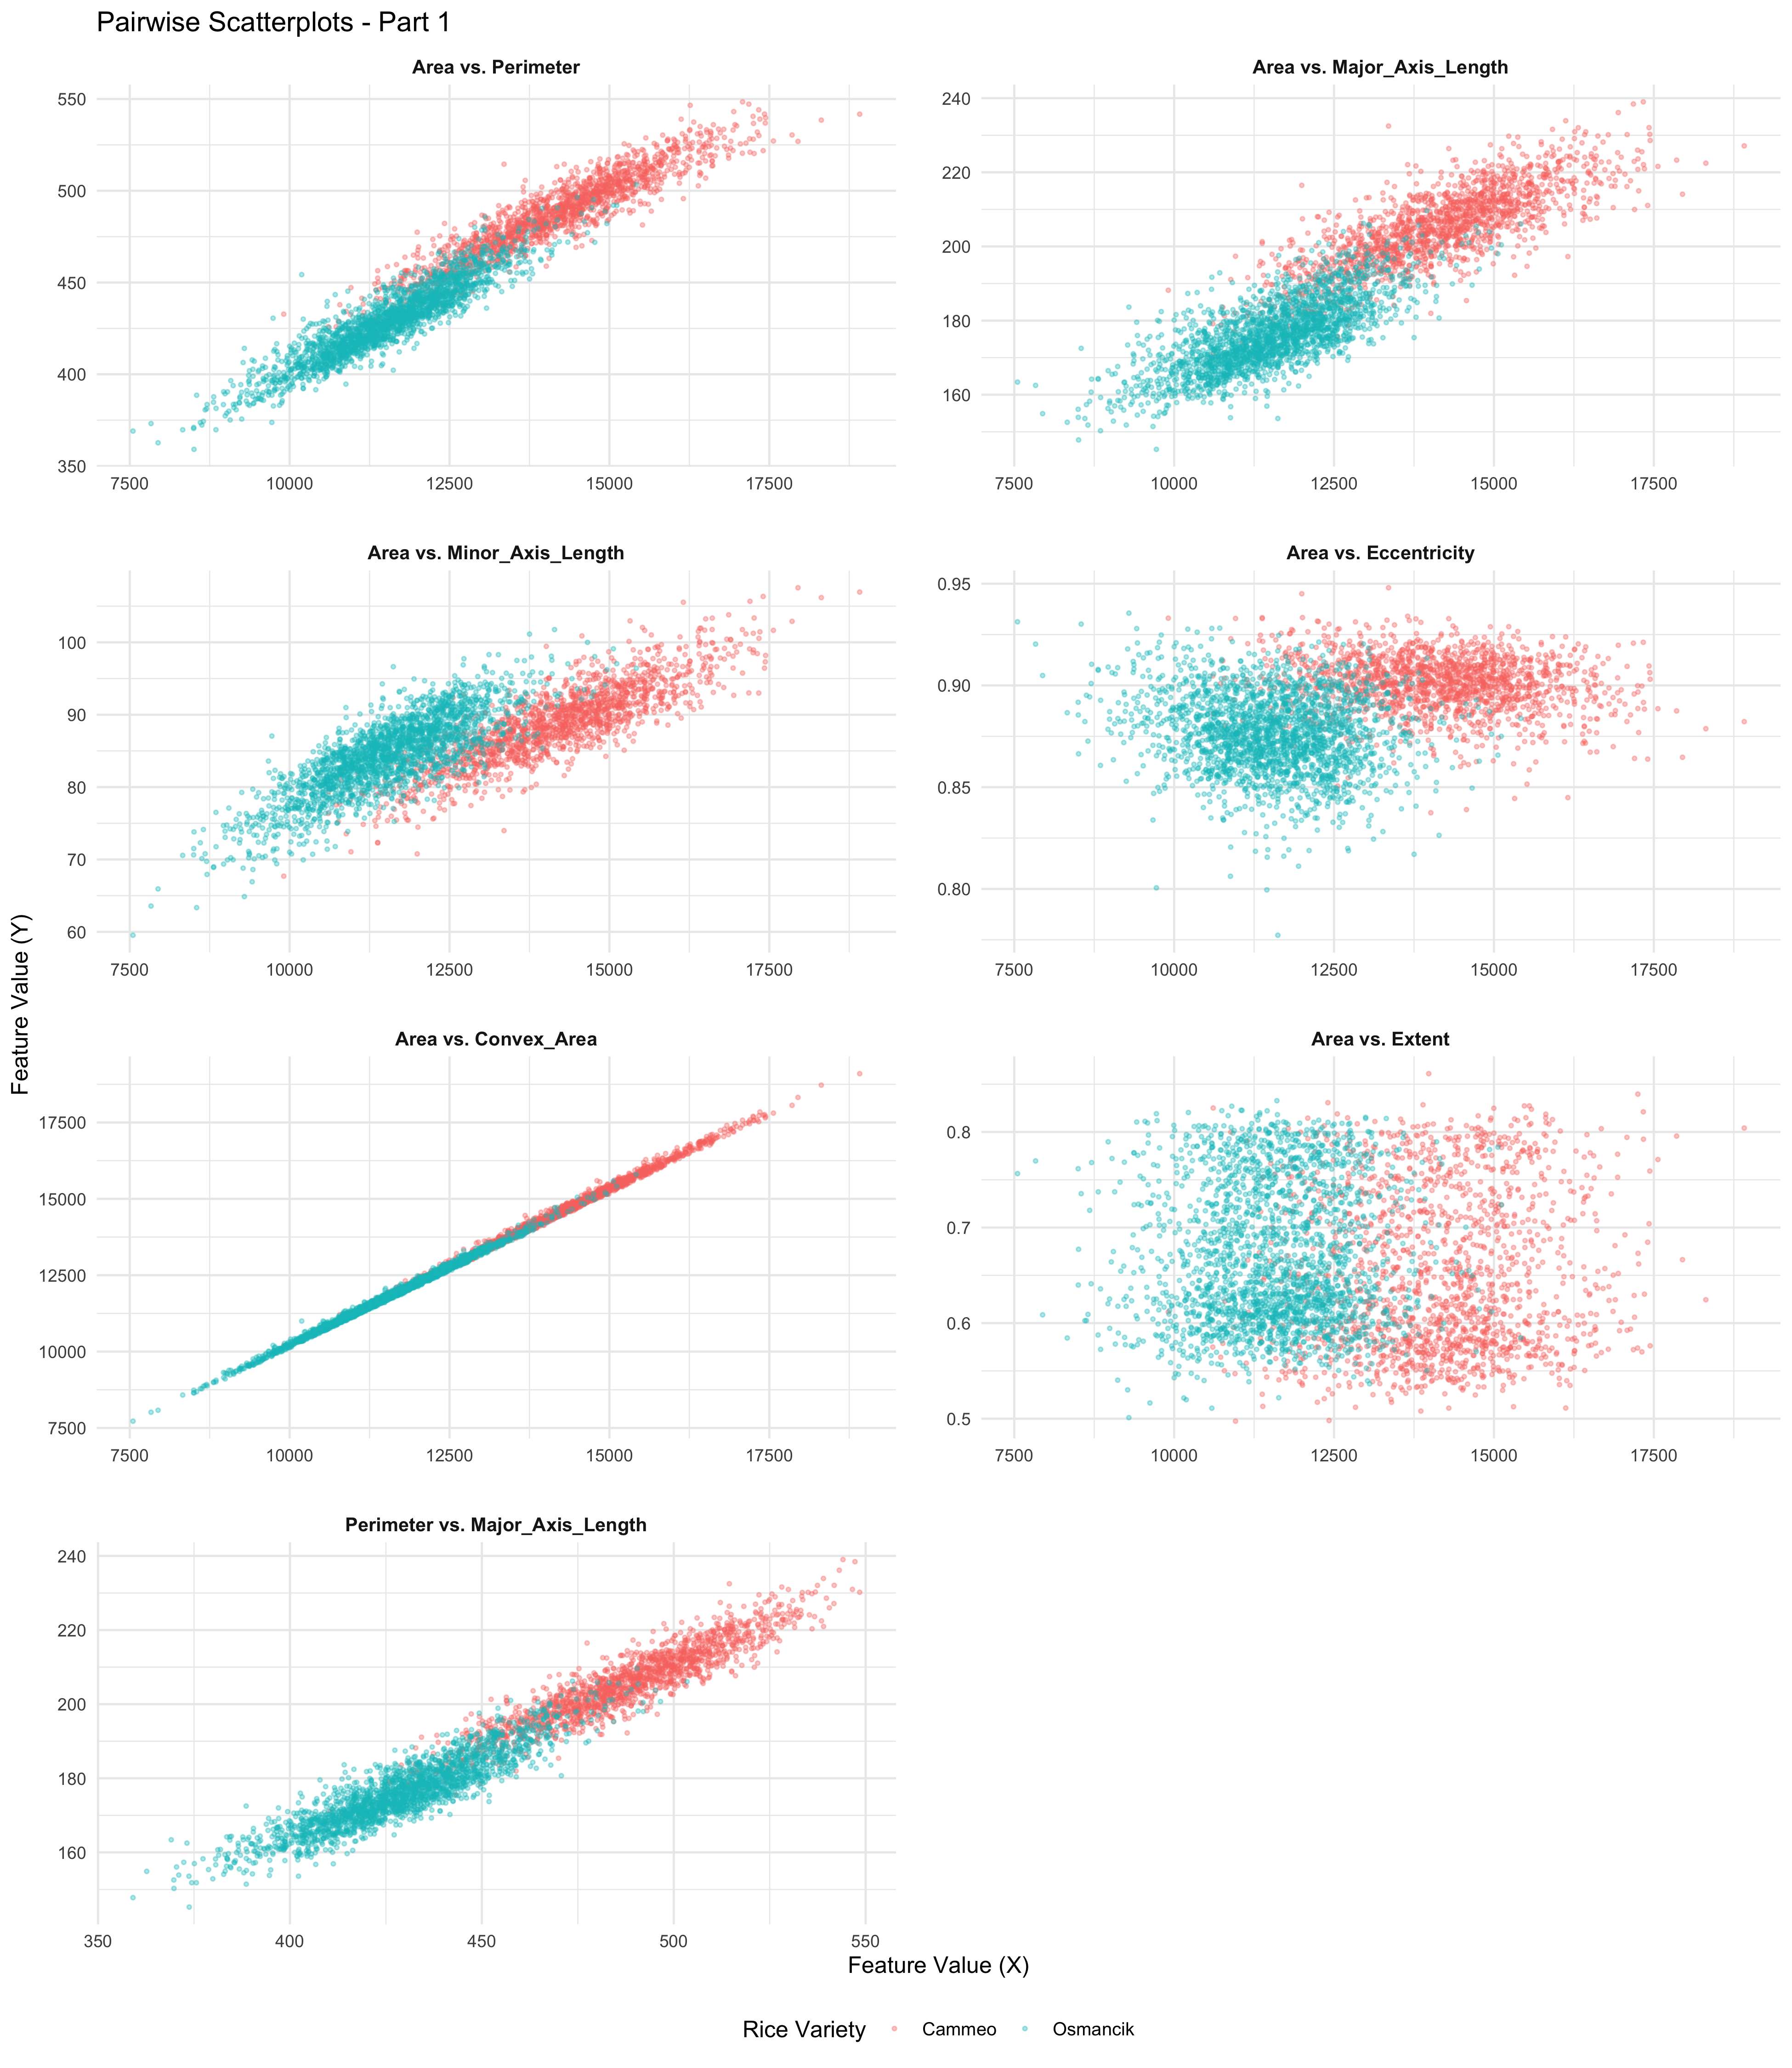 Pairwise Scatterplots - Part 1
Area vs. Perimeter
550
500
450
400
350
7500 10000 12500 15000 17500
Area vs. Major_Axis_Length
240
220
200
180
160
7500 10000 12500 15000 17500
Area vs. Minor_Axis_Length
100
90
80
70
60
7500 10000 12500 15000 17500
Area vs. Eccentricity
0.95
0.90
0.85
0.80
7500 10000 12500 15000 17500
Feature Value (Y)
Area vs. Convex_Area
17500
15000
12500
10000
7500
7500 10000 12500 15000 17500
Area vs. Extent
0.8
0.7
0.6
0.5
7500 10000 12500 15000 17500
Perimeter vs. Major_Axis_Length
240
220
200
180
160
350 400 450 500 550
Feature Value (X)
Rice Variety Cammeo Osmancik